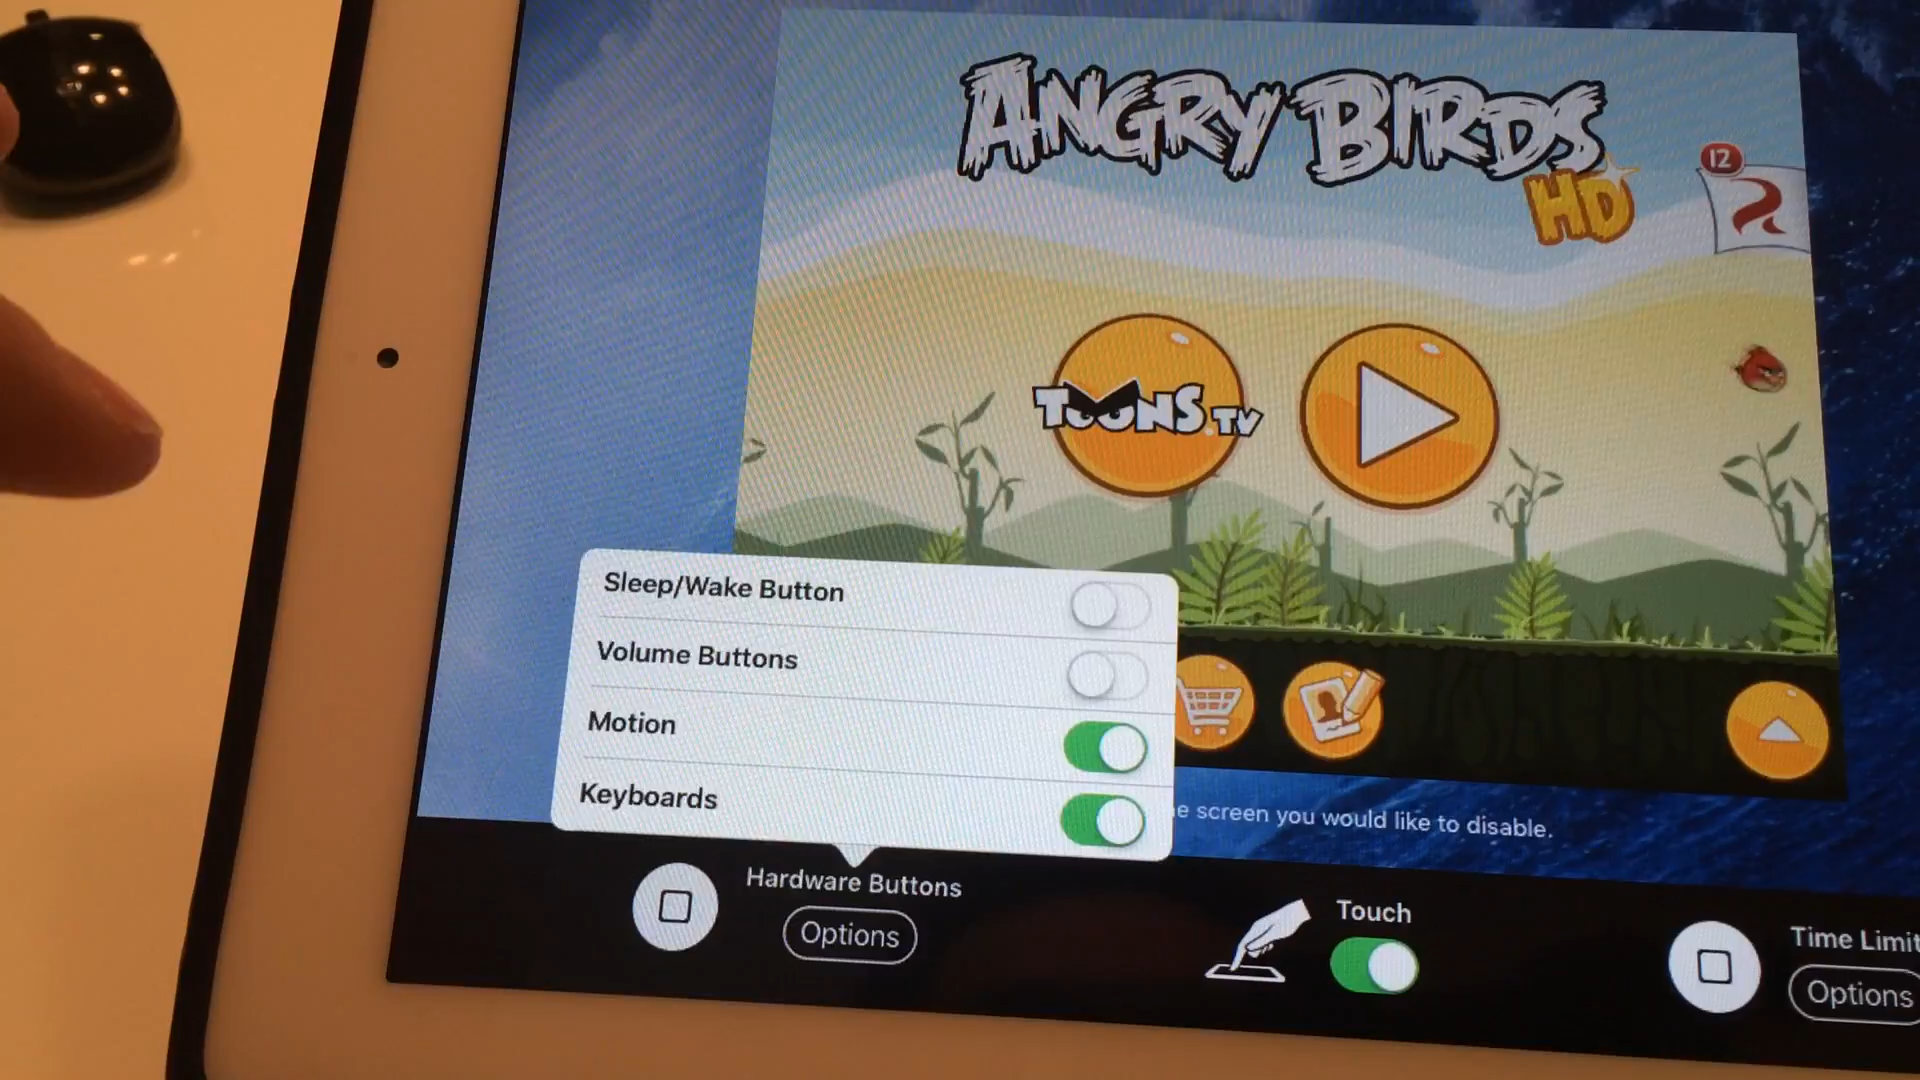 ANGRY BIRDS
HD
12
TOONS.TV
Sleep/Wake Button
Volume Buttons
Motion
Keyboards
e screen you would like to disable.
Hardware Buttons
Options
Touch
Time Limit
Options